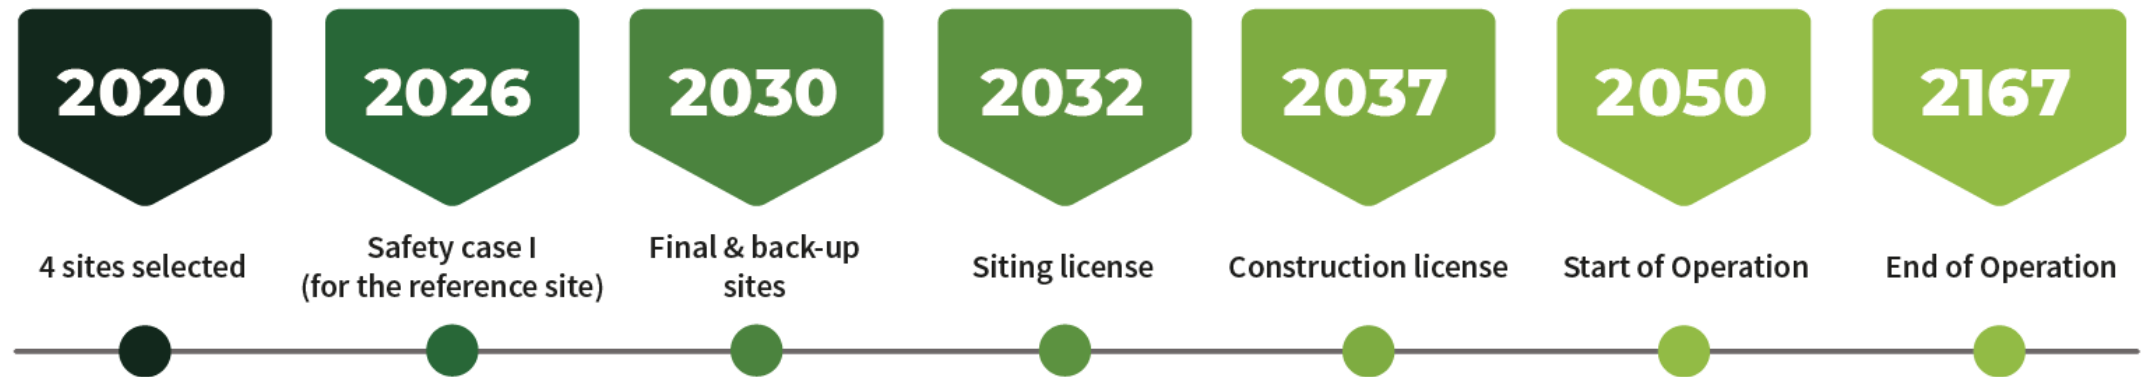 2020
2026
2030
2032
2037
2050
2167
4 sites selected
Safety case I
(for the reference site)
Final & back-up
sites
Siting license
Construction license
Start of Operation
End of Operation